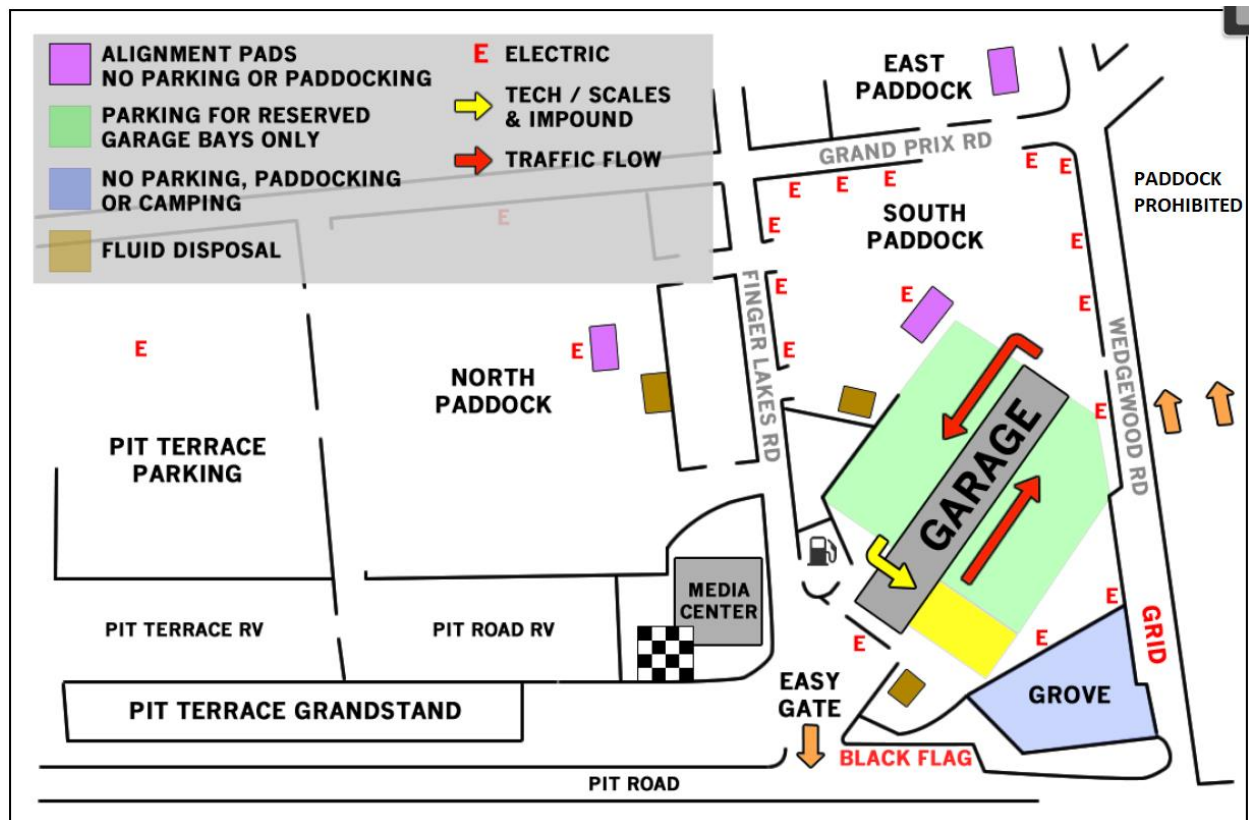 ALIGNMENT PADS
NO PARKING OR PADDOCKING
PARKING FOR RESERVED
GARAGE BAYS ONLY
NO PARKING, PADDOCKING
OR CAMPING
FLUID DISPOSAL
E ELECTRIC
TECH / SCALES
& IMPOUND
TRAFFIC FLOW
EAST
PADDOCK
GRAND PRIX RD
E
E
E
E
E
E
PADDOCK
PROHIBITED
SOUTH
PADDOCK
E
E
E
E
E
E
FINGER LAKES RD
WEDGEWOOD RD
E
E
E
NORTH
PADDOCK
PIT TERRACE
PARKING
E
GARAGE
MEDIA
CENTER
PIT TERRACE RV
PIT ROAD RV
E
E
E
GRID
EASY
GATE
GROVE
PIT TERRACE GRANDSTAND
BLACK FLAG
PIT ROAD